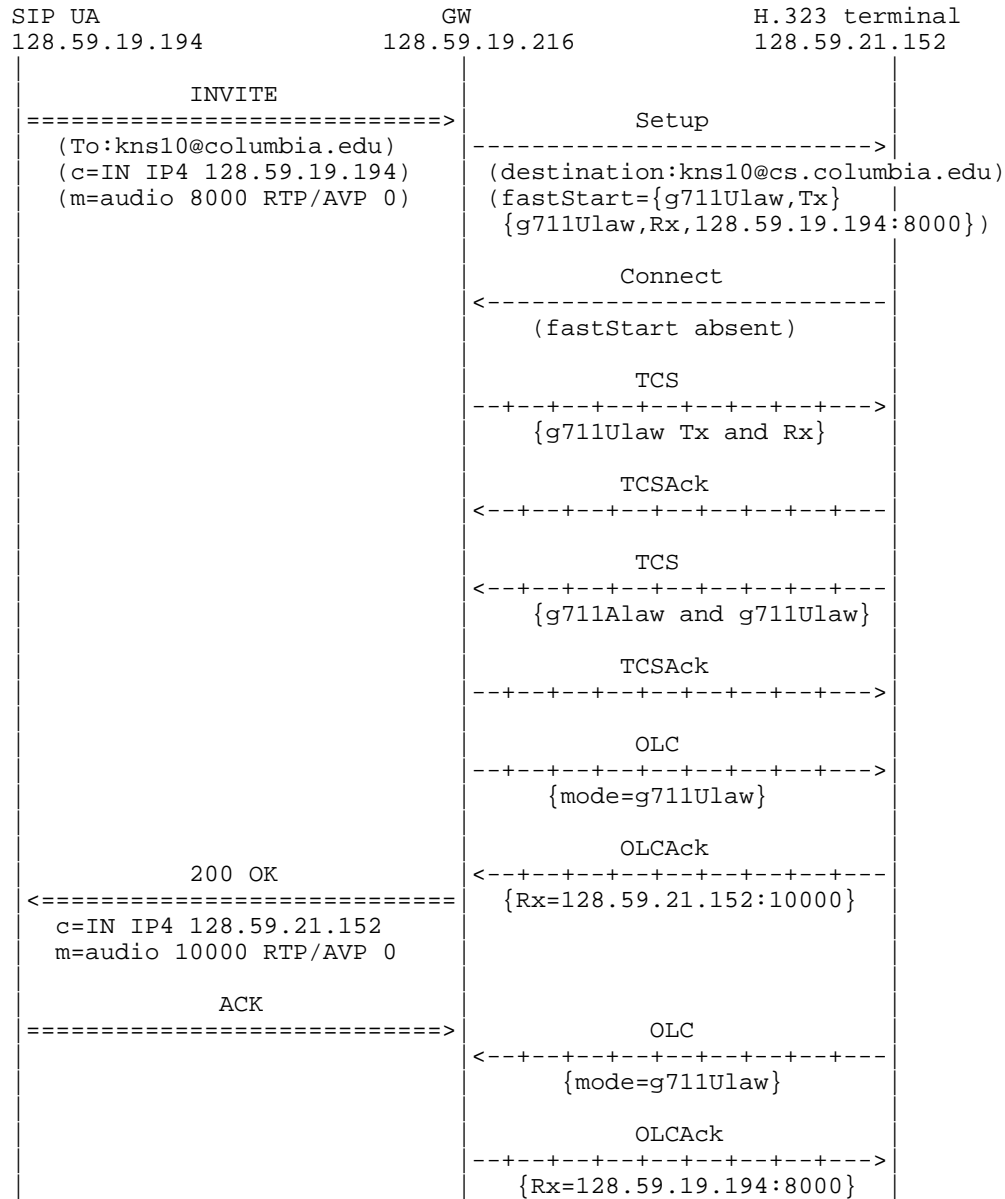 SIP UA GW H.323 terminal
128.59.19.194 128.59.19.216 128.59.21.152
INVITE
============================>
Setup
(To:kns10@columbia.edu)
--------------------------->
(c=IN IP4 128.59.19.194) (destination:kns10@cs.columbia.edu)
(m=audio 8000 RTP/AVP 0) (fastStart={g711Ulaw,Tx}
{g711Ulaw,Rx,128.59.19.194:8000})
Connect
<---------------------------
(fastStart absent)
TCS
--+--+--+--+--+--+--+--+--->
{g711Ulaw Tx and Rx}
TCSAck
<--+--+--+--+--+--+--+--+---
TCS
<--+--+--+--+--+--+--+--+---
{g711Alaw and g711Ulaw}
TCSAck
--+--+--+--+--+--+--+--+--->
OLC
--+--+--+--+--+--+--+--+--->
{mode=g711Ulaw}
OLCAck
200 OK <--+--+--+--+--+--+--+--+---
<============================ {Rx=128.59.21.152:10000}
c=IN IP4 128.59.21.152
m=audio 10000 RTP/AVP 0
ACK
============================> OLC
<--+--+--+--+--+--+--+--+---
{mode=g711Ulaw}
OLCAck
--+--+--+--+--+--+--+--+--->
{Rx=128.59.19.194:8000}